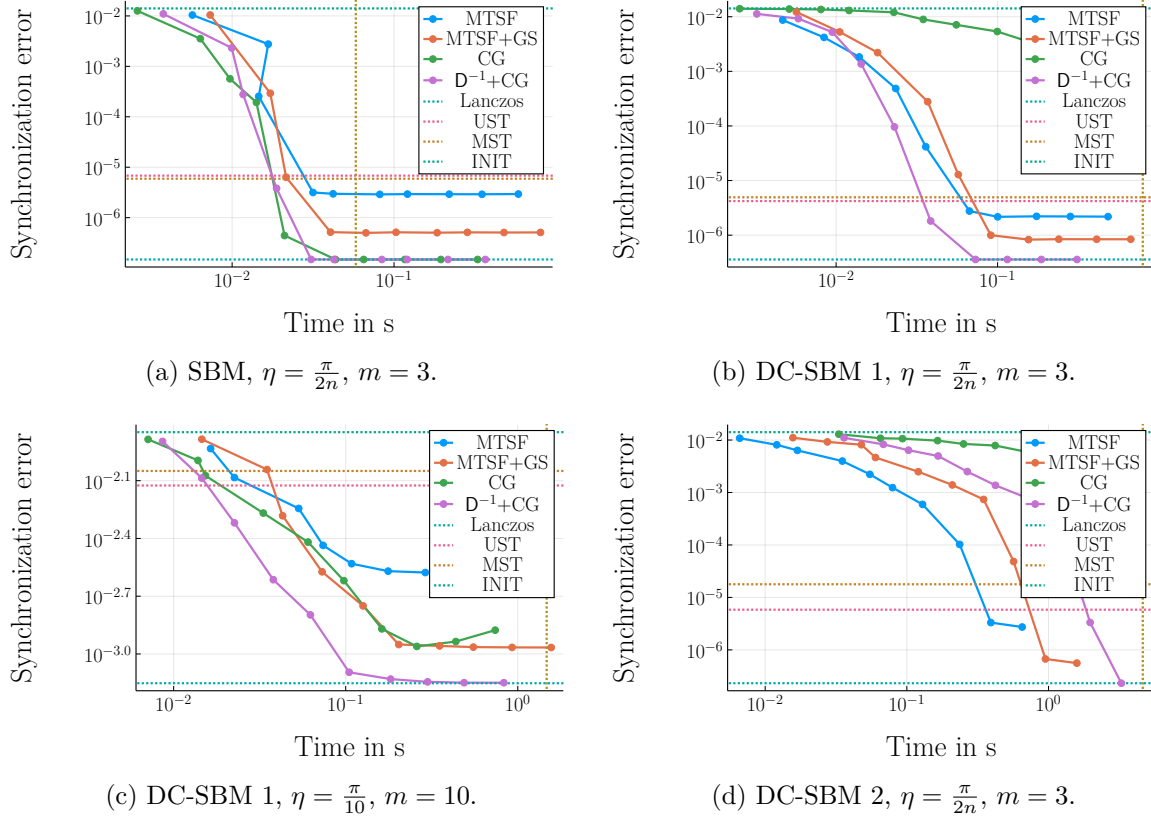 Synchronization error
10⁻²
10⁻³
10⁻⁴
10⁻⁵
10⁻⁶
MTSF
MTSF+GS
CG
D⁻¹+CG
Lanczos
UST
MST
INIT
10⁻²
10⁻¹
Time in s
(a) SBM, η = π/2n, m = 3.
Synchronization error
10⁻²
10⁻³
10⁻⁴
10⁻⁵
10⁻⁶
MTSF
MTSF+GS
CG
D⁻¹+CG
Lanczos
UST
MST
INIT
10⁻²
10⁻¹
Time in s
(b) DC-SBM 1, η = π/2n, m = 3.
Synchronization error
10⁻²·¹
10⁻²·⁴
10⁻²·⁷
10⁻³·⁰
MTSF
MTSF+GS
CG
D⁻¹+CG
Lanczos
UST
MST
INIT
10⁻²
10⁻¹
10⁰
Time in s
(c) DC-SBM 1, η = π/10, m = 10.
Synchronization error
10⁻²
10⁻³
10⁻⁴
10⁻⁵
10⁻⁶
MTSF
MTSF+GS
CG
D⁻¹+CG
Lanczos
UST
MST
INIT
10⁻²
10⁻¹
10⁰
Time in s
(d) DC-SBM 2, η = π/2n, m = 3.